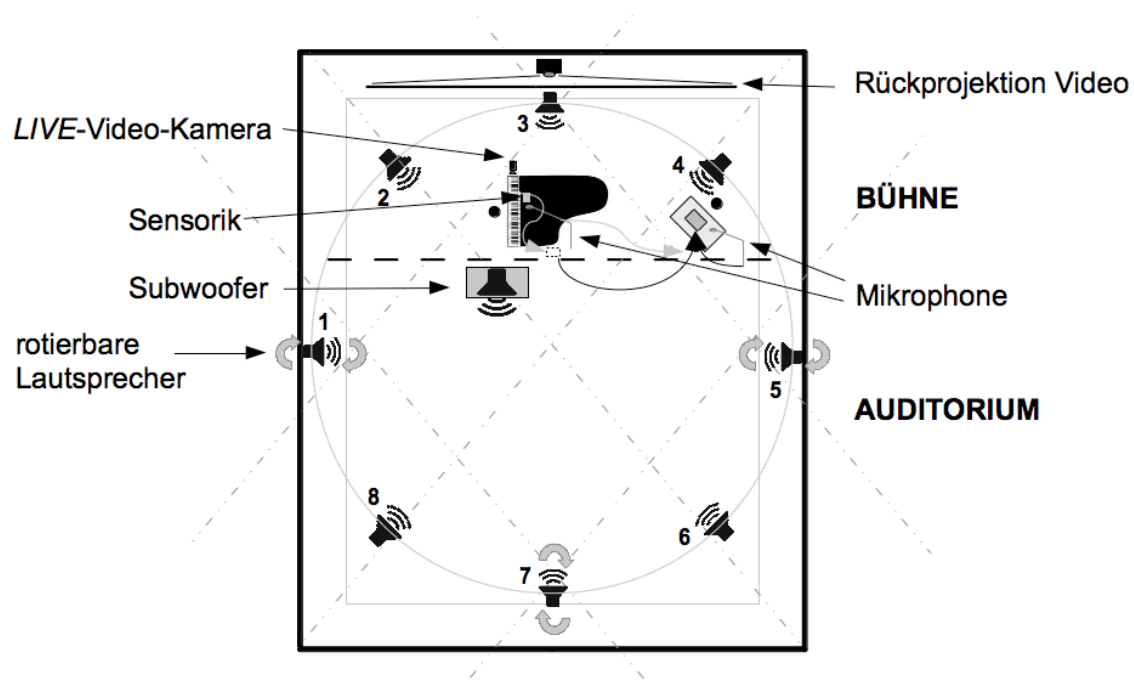 Rückprojektion Video
LIVE-Video-Kamera
3
4
2
BÜHNE
Sensorik
Subwoofer
Mikrophone
1
rotierbare
Lautsprecher
5
AUDITORIUM
8
6
7